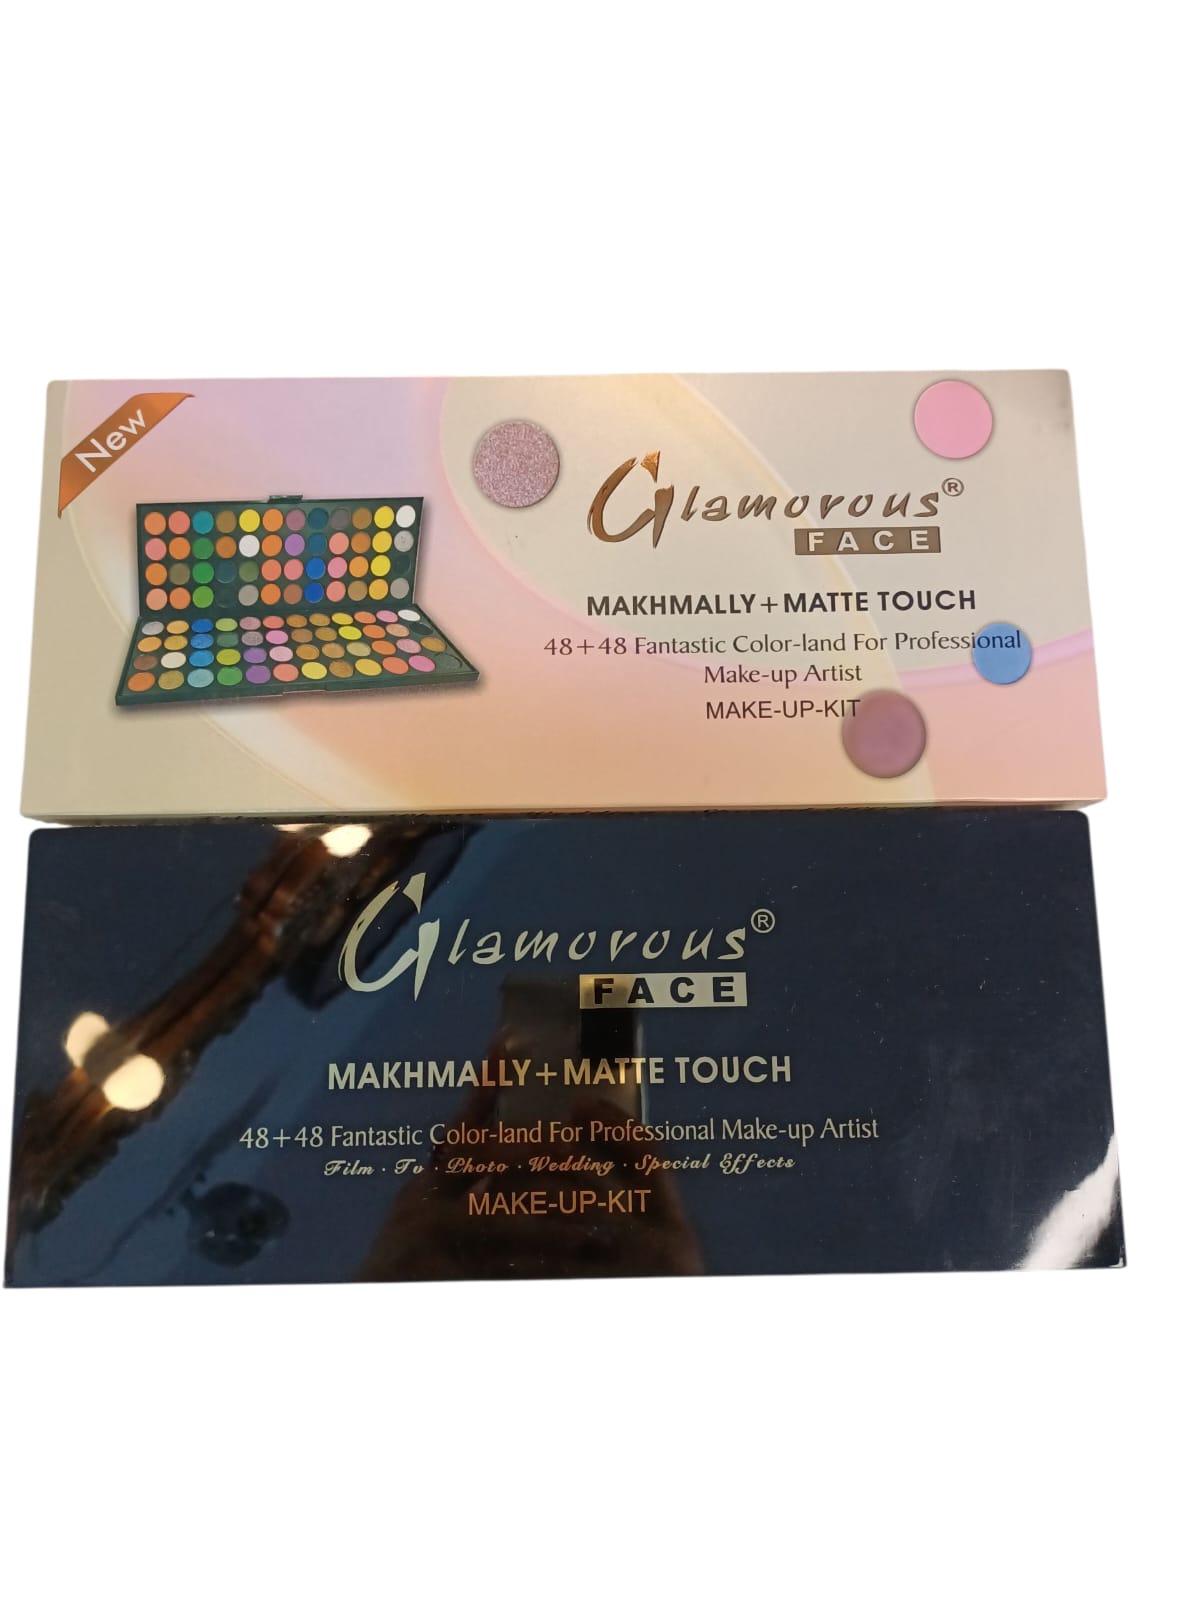 New
Glamorous®
FACE
MAKHMALLY+MATTE TOUCH
48+48 Fantastic Color-land For Professional
Make-up Artist
MAKE-UP-KIT
Glamorous®
FACE
MAKHMALLY+MATTE TOUCH
48+48 Fantastic Color-land For Professional Make-up Artist
Film · Tv · Photo · Wedding · Special Effects
MAKE-UP-KIT